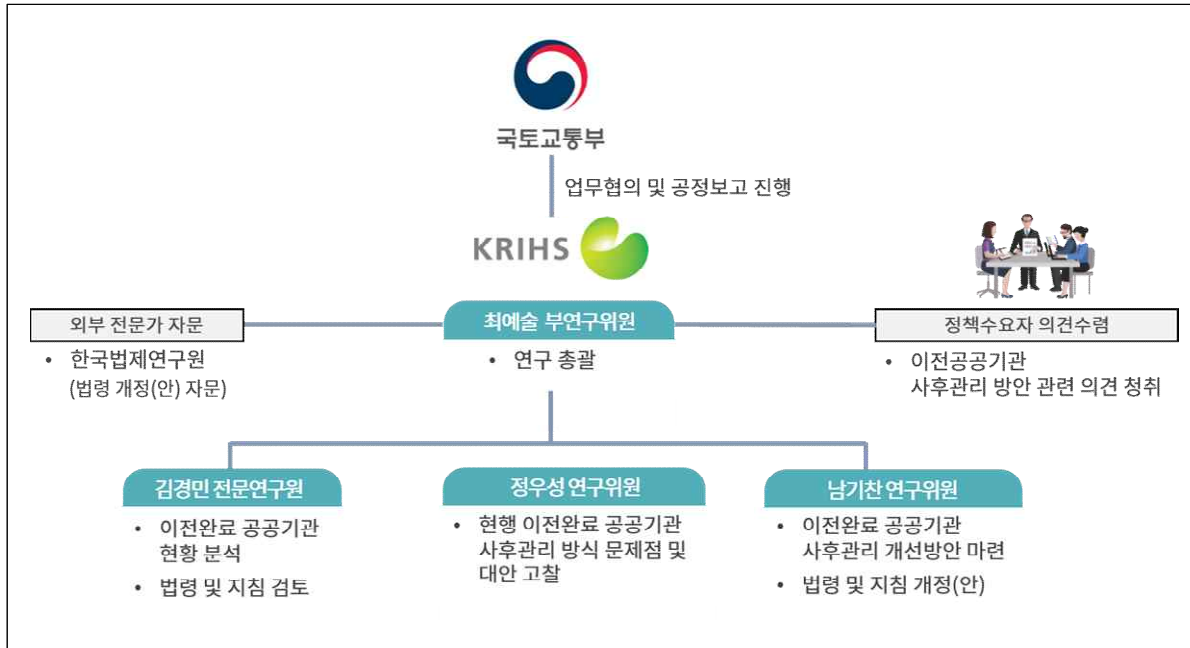 국토교통부
업무협의 및 공정보고 진행
KRIHS
외부 전문가 자문
• 한국법제연구원
(법령 개정(안) 자문)
최예술 부연구위원
• 연구 총괄
정책수요자 의견수렴
• 이전공공기관
사후관리 방안 관련 의견 청취
김경민 전문연구원
• 이전완료 공공기관
현황 분석
• 법령 및 지침 검토
정우성 연구위원
• 현행 이전완료 공공기관
사후관리 방식 문제점 및
대안 고찰
남기찬 연구위원
• 이전완료 공공기관
사후관리 개선방안 마련
• 법령 및 지침 개정(안)